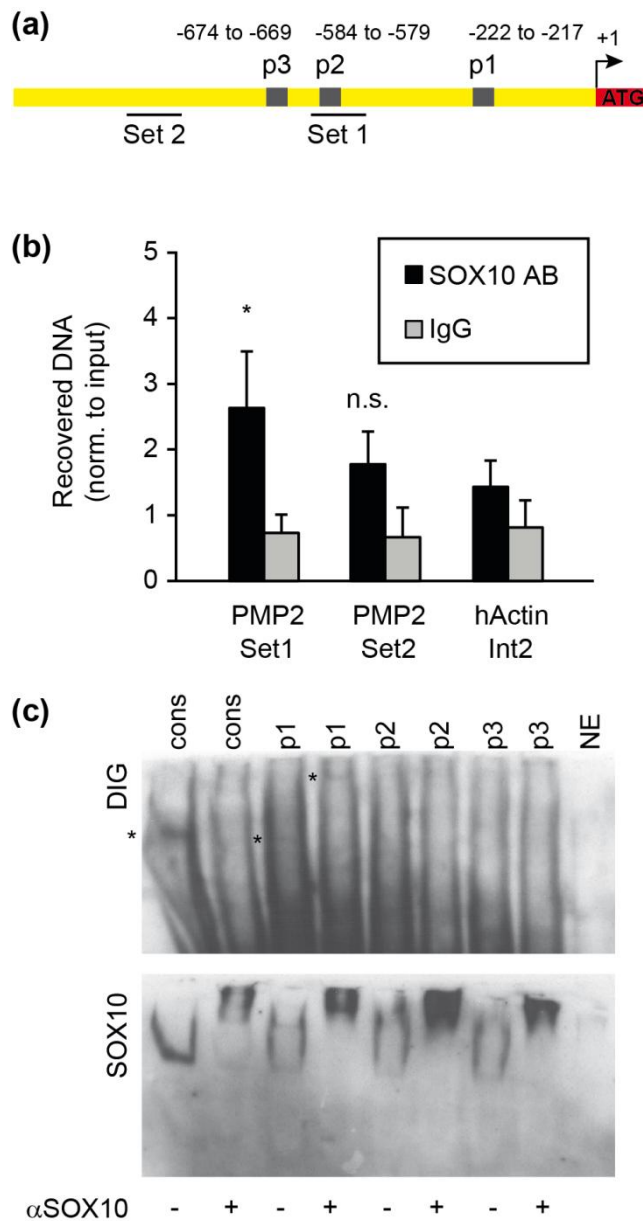 (a)
-674 to -669 -584 to -579 -222 to -217
p3 p2 p1 +1
ATG
Set 2 Set 1
(b)
Recovered DNA
(norm. to input)
5
4
3
2
1
0
*
n.s.
SOX10 AB
IgG
PMP2
Set1
PMP2
Set2
hActin
Int2
(c)
cons cons p1 p1 p2 p2 p3 p3 NE
DIG
*
*
*
SOX10
αSOX10 - + - + - + - +